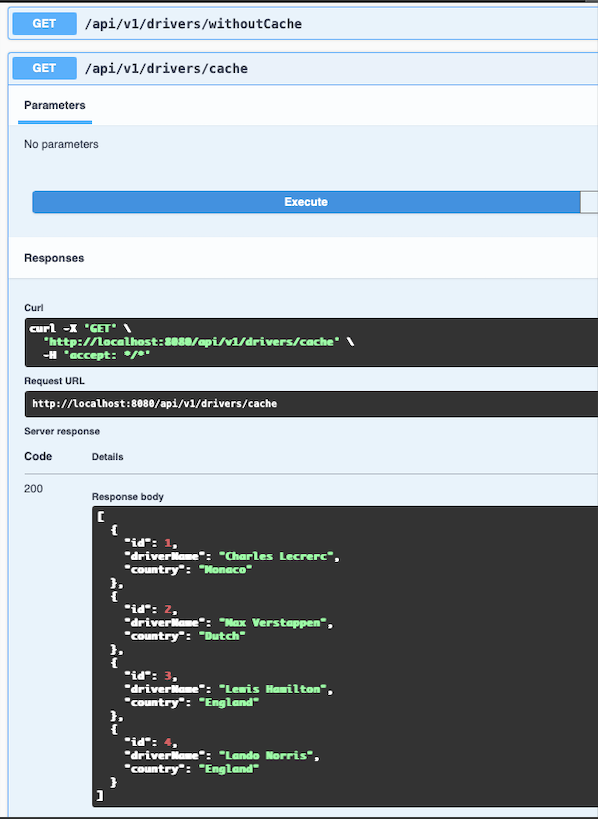 GET /api/v1/drivers/withoutCache
GET /api/v1/drivers/cache
Parameters
No parameters
Execute
Responses
Curl
curl -X 'GET' \
'http://localhost:8080/api/v1/drivers/cache' \
-H 'accept: */*'
Request URL
http://localhost:8080/api/v1/drivers/cache
Server response
Code Details
200
Response body
[
{
"id": 1,
"driverName": "Charles Lecrerc",
"country": "Monaco"
},
{
"id": 2,
"driverName": "Max Verstappen",
"country": "Dutch"
},
{
"id": 3,
"driverName": "Lewis Hamilton",
"country": "England"
},
{
"id": 4,
"driverName": "Lando Norris",
"country": "England"
}
]